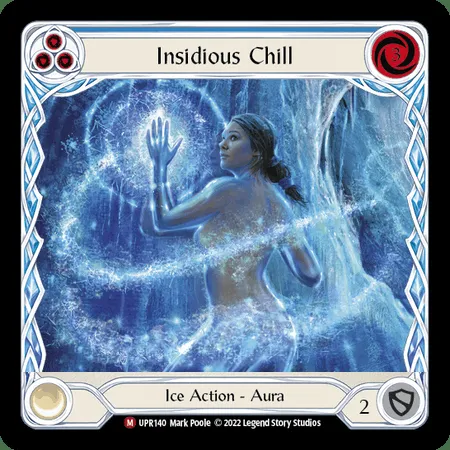 Insidious Chill
3
Ice Action - Aura
2
M UPR140 Mark Poole © 2022 Legend Story Studios